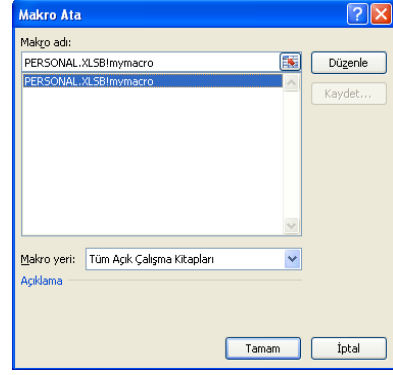 Makro Ata
Makro adı:
PERSONAL.XLSB!mymacro
Düzenle
PERSONAL.XLSB!mymacro
Kaydet...
Makro yeri: Tüm Açık Çalışma Kitapları
Açıklama
Tamam
İptal